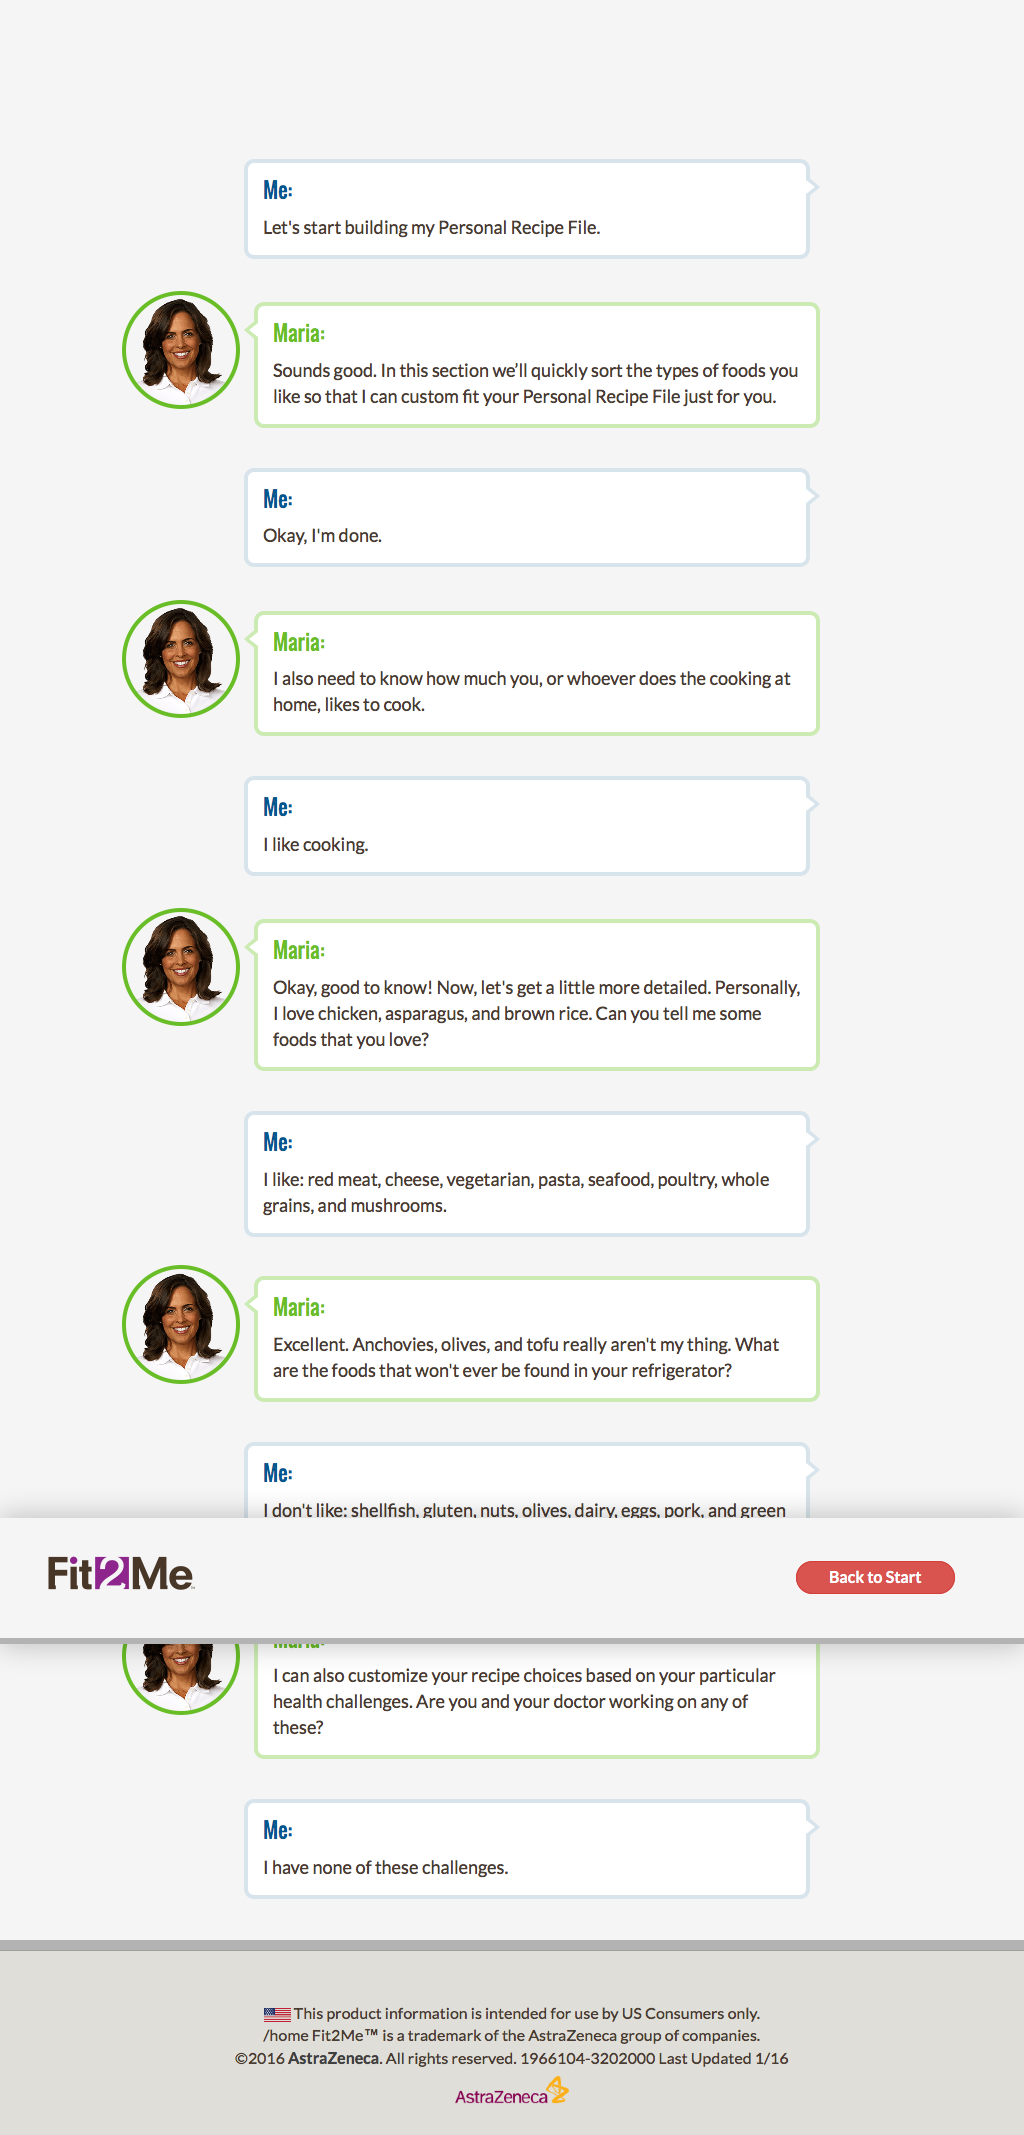 Me:
Let's start building my Personal Recipe File.
Maria:
Sounds good. In this section we’ll quickly sort the types of foods you
like so that I can custom fit your Personal Recipe File just for you.
Me:
Okay, I'm done.
Maria:
I also need to know how much you, or whoever does the cooking at
home, likes to cook.
Me:
I like cooking.
Maria:
Okay, good to know! Now, let's get a little more detailed. Personally,
I love chicken, asparagus, and brown rice. Can you tell me some
foods that you love?
Me:
I like: red meat, cheese, vegetarian, pasta, seafood, poultry, whole
grains, and mushrooms.
Maria:
Excellent. Anchovies, olives, and tofu really aren't my thing. What
are the foods that won't ever be found in your refrigerator?
Me:
I don't like: shellfish, gluten, nuts, olives, dairy, eggs, pork, and green
Fit2Me™
Back to Start
Maria:
I can also customize your recipe choices based on your particular
health challenges. Are you and your doctor working on any of
these?
Me:
I have none of these challenges.
This product information is intended for use by US Consumers only.
/home Fit2Me™ is a trademark of the AstraZeneca group of companies.
©2016 AstraZeneca. All rights reserved. 1966104-3202000 Last Updated 1/16
AstraZeneca